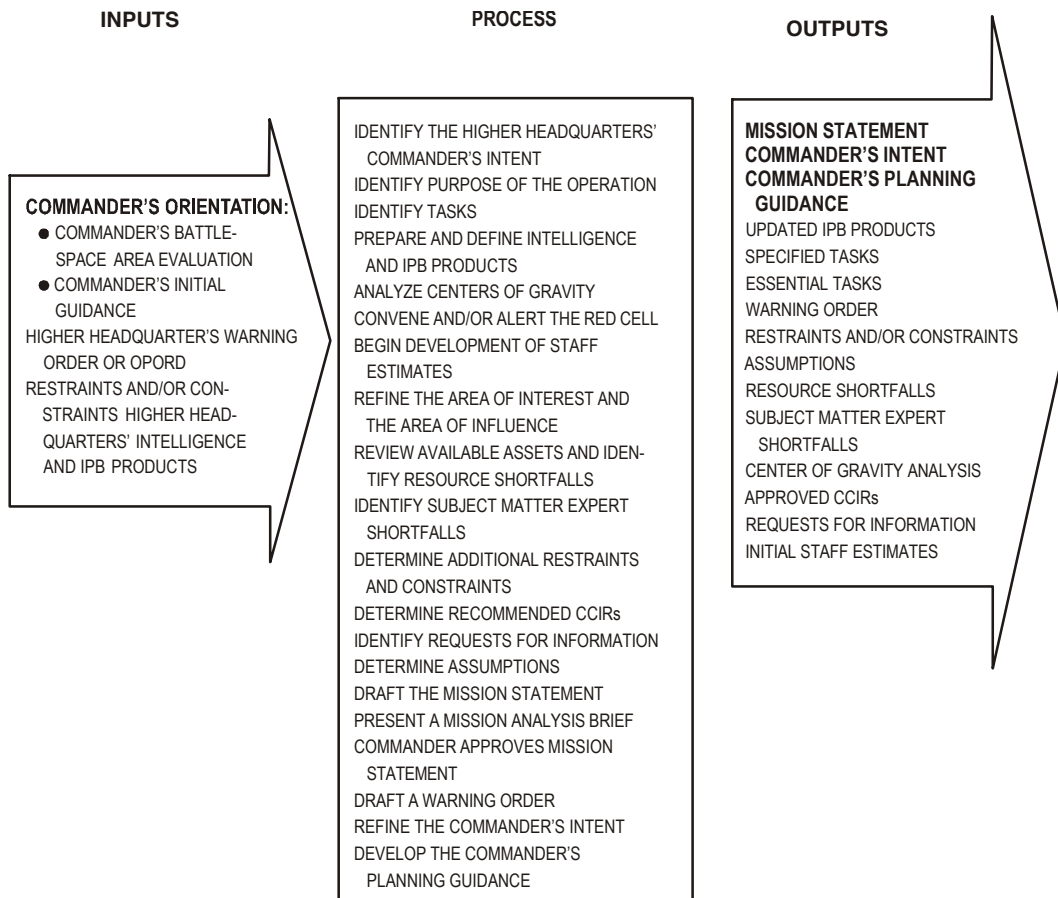 INPUTS
COMMANDER'S ORIENTATION:
● COMMANDER'S BATTLE-
SPACE AREA EVALUATION
● COMMANDER'S INITIAL
GUIDANCE
HIGHER HEADQUARTER'S WARNING
ORDER OR OPORD
RESTRAINTS AND/OR CON-
STRAINTS HIGHER HEAD-
QUARTERS' INTELLIGENCE
AND IPB PRODUCTS
PROCESS
IDENTIFY THE HIGHER HEADQUARTERS'
COMMANDER'S INTENT
IDENTIFY PURPOSE OF THE OPERATION
IDENTIFY TASKS
PREPARE AND DEFINE INTELLIGENCE
AND IPB PRODUCTS
ANALYZE CENTERS OF GRAVITY
CONVENE AND/OR ALERT THE RED CELL
BEGIN DEVELOPMENT OF STAFF
ESTIMATES
REFINE THE AREA OF INTEREST AND
THE AREA OF INFLUENCE
REVIEW AVAILABLE ASSETS AND IDEN-
TIFY RESOURCE SHORTFALLS
IDENTIFY SUBJECT MATTER EXPERT
SHORTFALLS
DETERMINE ADDITIONAL RESTRAINTS
AND CONSTRAINTS
DETERMINE RECOMMENDED CCIRs
IDENTIFY REQUESTS FOR INFORMATION
DETERMINE ASSUMPTIONS
DRAFT THE MISSION STATEMENT
PRESENT A MISSION ANALYSIS BRIEF
COMMANDER APPROVES MISSION
STATEMENT
DRAFT A WARNING ORDER
REFINE THE COMMANDER'S INTENT
DEVELOP THE COMMANDER'S
PLANNING GUIDANCE
OUTPUTS
MISSION STATEMENT
COMMANDER'S INTENT
COMMANDER'S PLANNING
GUIDANCE
UPDATED IPB PRODUCTS
SPECIFIED TASKS
ESSENTIAL TASKS
WARNING ORDER
RESTRAINTS AND/OR CONSTRAINTS
ASSUMPTIONS
RESOURCE SHORTFALLS
SUBJECT MATTER EXPERT
SHORTFALLS
CENTER OF GRAVITY ANALYSIS
APPROVED CCIRs
REQUESTS FOR INFORMATION
INITIAL STAFF ESTIMATES